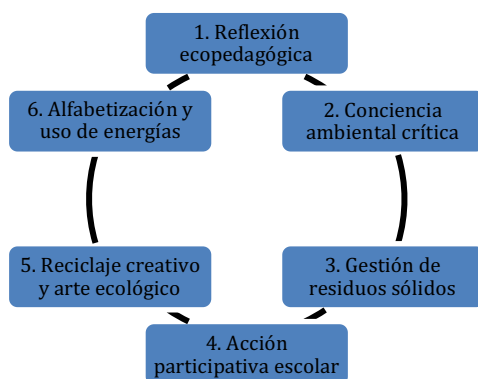 1. Reflexión
ecopedagógica
2. Conciencia
ambiental crítica
3. Gestión de
residuos sólidos
4. Acción
participativa escolar
5. Reciclaje creativo
y arte ecológico
6. Alfabetización y
uso de energías